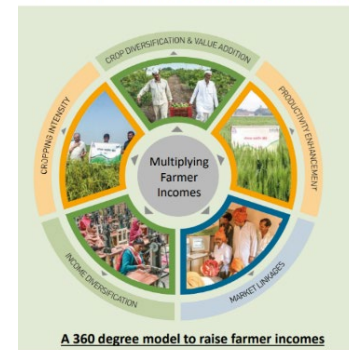 CROP DIVERSIFICATION & VALUE ADDITION
CROPPING INTENSITY
PRODUCTIVITY ENHANCEMENT
Multiplying
Farmer
Incomes
INCOME DIVERSIFICATION
MARKET LINKAGES
A 360 degree model to raise farmer incomes